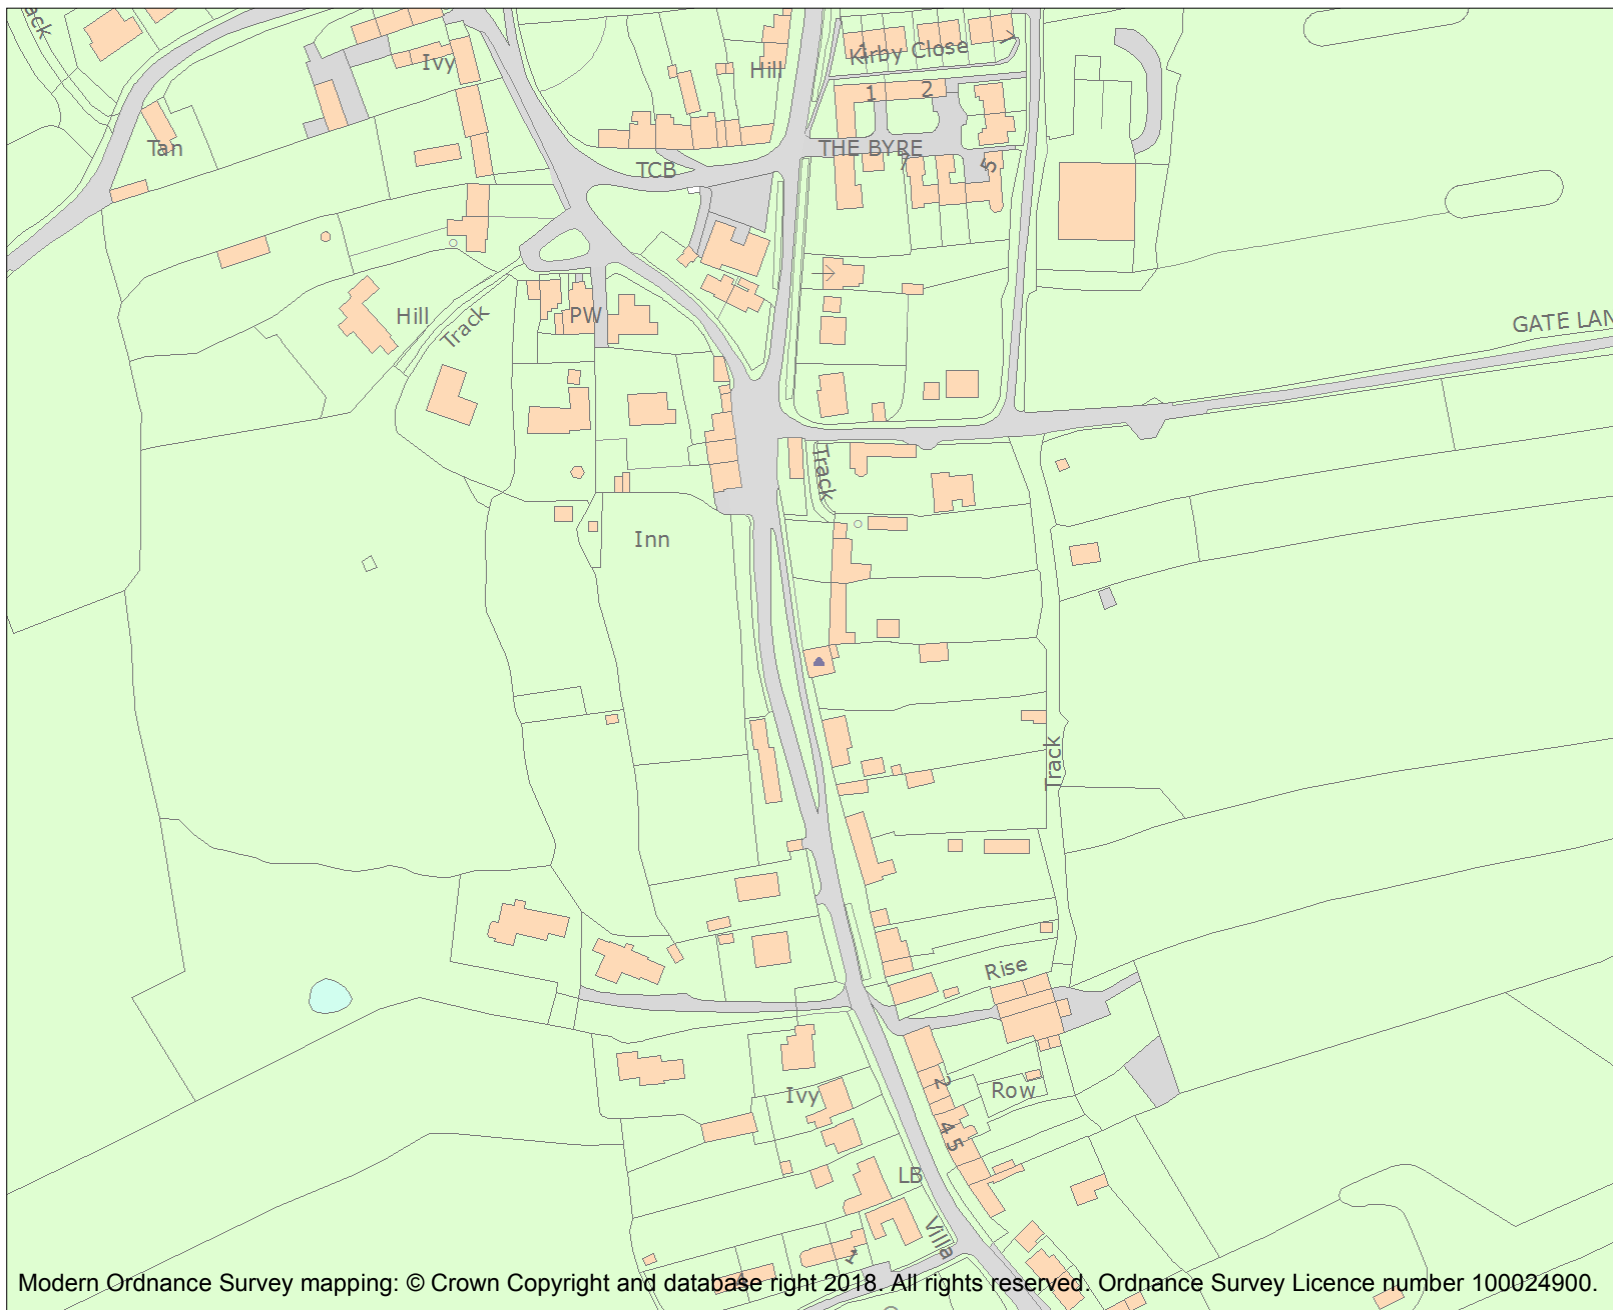 ack
Ivy
Hill
Kirby Close
1
7
1
2
Tan
TCB
THE BYRE
7
5
Hill
Track
PW
GATE LAN
Track
Inn
Track
Rise
Ivy
2
Row
4 5
LB
Villa
1
Modern Ordnance Survey mapping: © Crown Copyright and database right 2018. All rights reserved. Ordnance Survey Licence number 100024900.